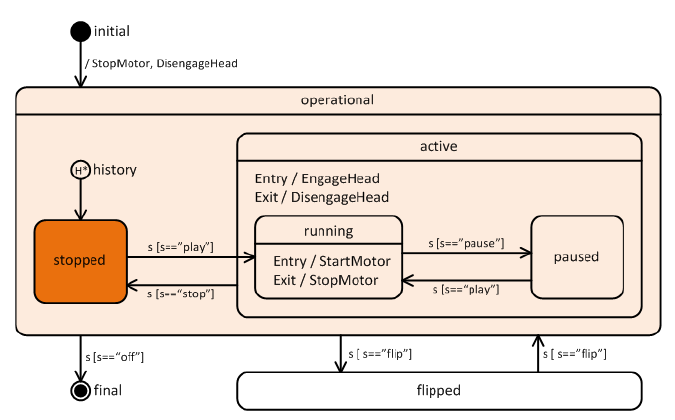 initial
/ StopMotor, DisengageHead
operational
active
H* history
Entry / EngageHead
Exit / DisengageHead
running
stopped
s [s==”play”]
s [s==”pause”]
paused
Entry / StartMotor
Exit / StopMotor
s [s==“stop”]
s [s==”play”]
s [s==“off”]
s [ s==”flip”]
s [ s==”flip”]
final
flipped